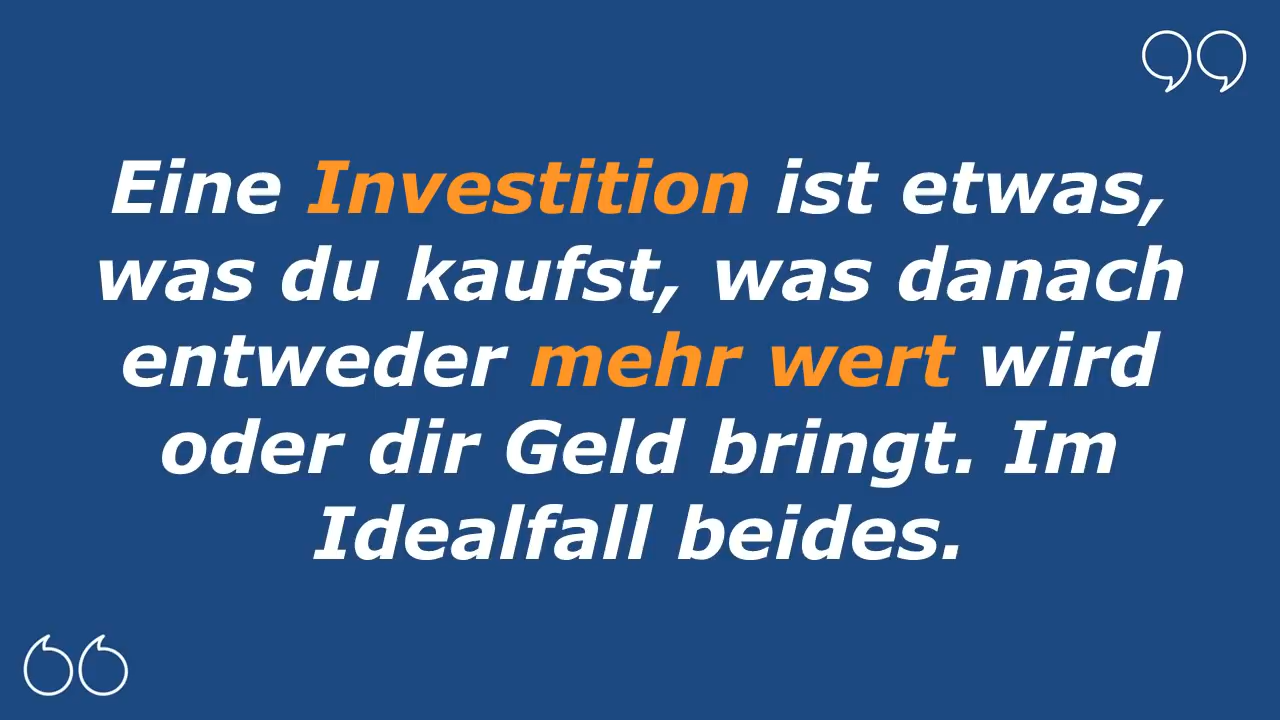 Eine Investition ist etwas,
was du kaufst, was danach
entweder mehr wert wird
oder dir Geld bringt. Im
Idealfall beides.